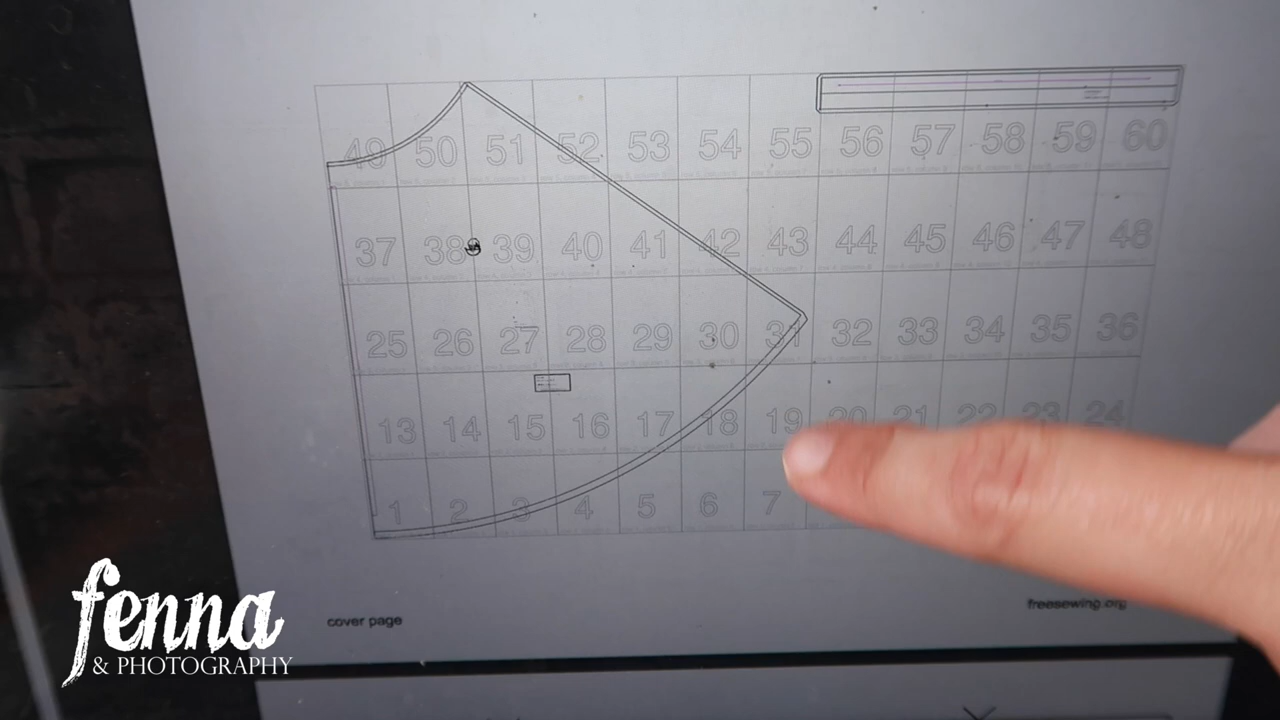 49 50 51 52 53 54 55 56 57 58 59 60
37 38 39 40 41 42 43 44 45 46 47 48
25 26 27 28 29 30 31 32 33 34 35 36
13 14 15 16 17 18 19 20 21 22 23 24
1 2 3 4 5 6 7
freesewing.org
cover page
fenna
& PHOTOGRAPHY